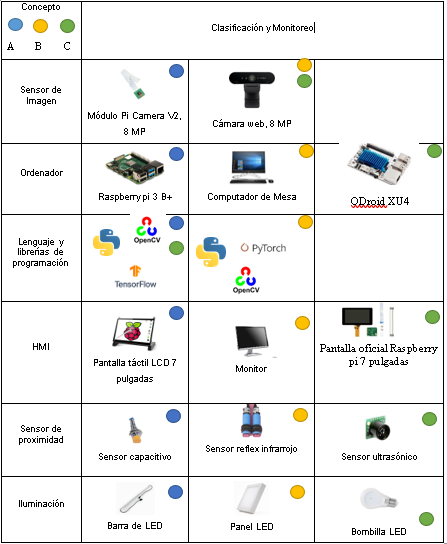 Concepto
A B C
Clasificación y Monitoreo
Sensor de
Imagen
Módulo Pi Camera V2,
8 MP
Cámara web, 8 MP
Ordenador
Raspberry pi 3 B+
Computador de Mesa
ODroid XU4
Lenguaje y
librerías de
programación
OpenCV
TensorFlow
PyTorch
OpenCV
HMI
Pantalla táctil LCD 7
pulgadas
Monitor
Pantalla oficial Raspberry
pi 7 pulgadas
Sensor de
proximidad
Sensor capacitivo
Sensor reflex infrarrojo
Sensor ultrasónico
Iluminación
Barra de LED
Panel LED
Bombilla LED